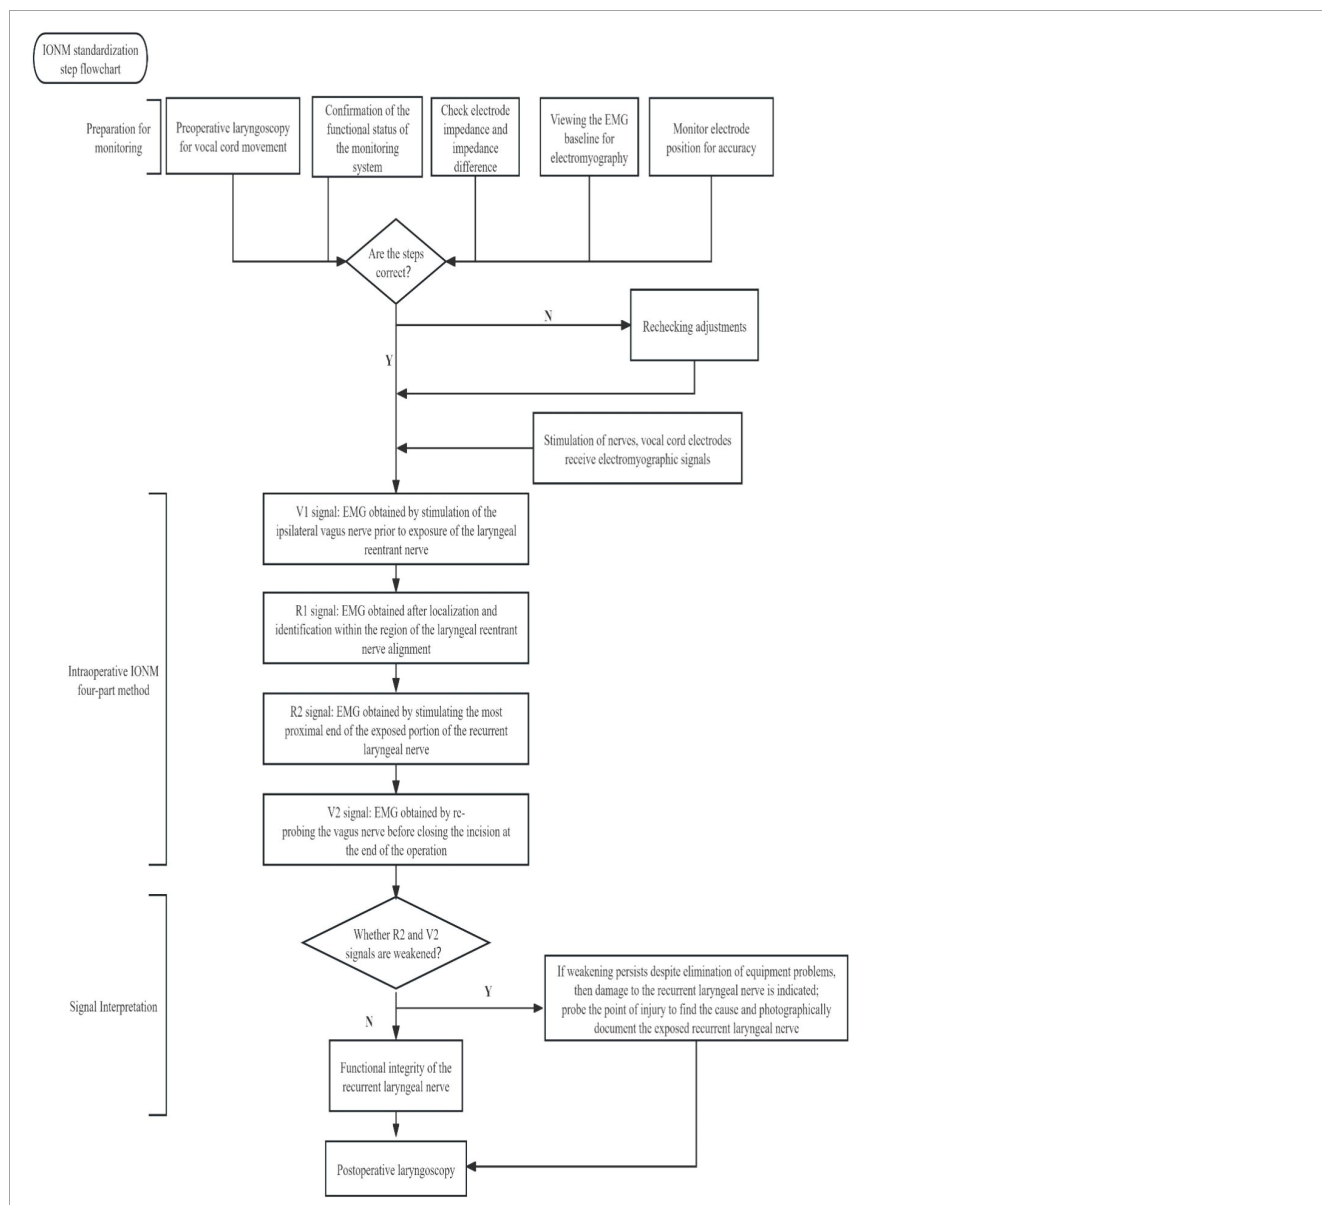 IONM standardization
step flowchart
Preparation for
monitoring
Preoperative laryngoscopy
for vocal cord movement
Confirmation of the
functional status of
the monitoring
system
Check electrode
impedance and
impedance
difference
Viewing the EMG
baseline for
electromyography
Monitor electrode
position for accuracy
Are the steps
correct?
N
Rechecking adjustments
Y
Stimulation of nerves, vocal cord electrodes
receive electromyographic signals
Intraoperative IONM
four-part method
V1 signal: EMG obtained by stimulation of the
ipsilateral vagus nerve prior to exposure of the laryngeal
reentrant nerve
R1 signal: EMG obtained after localization and
identification within the region of the laryngeal reentrant
nerve alignment
R2 signal: EMG obtained by stimulating the most
proximal end of the exposed portion of the recurrent
laryngeal nerve
V2 signal: EMG obtained by re-
probing the vagus nerve before closing the incision at
the end of the operation
Signal Interpretation
Whether R2 and V2
signals are weakened?
Y
If weakening persists despite elimination of equipment problems,
then damage to the recurrent laryngeal nerve is indicated;
probe the point of injury to find the cause and photographically
document the exposed recurrent laryngeal nerve
N
Functional integrity of the
recurrent laryngeal nerve
Postoperative laryngoscopy